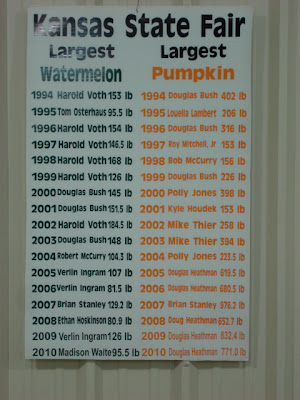 Kansas State Fair
Largest Largest
Watermelon Pumpkin
1994 Harold Voth 153 lb 1994 Douglas Bush 402 lb
1995 Tom Osterhaus 95.5 lb 1995 Louella Lambert 206 lb
1996 Harold Voth 154 lb 1996 Douglas Bush 316 lb
1997 Harold Voth 146.5 lb 1997 Roy Mitchell, Jr 153 lb
1998 Harold Voth 168 lb 1998 Bob McCurry 156 lb
1999 Harold Voth 126 lb 1999 Douglas Bush 226 lb
2000 Douglas Bush 145 lb 2000 Polly Jones 398 lb
2001 Douglas Bush 151.5 lb 2001 Kyle Houdek 153 lb
2002 Harold Voth 184.5 lb 2002 Mike Thier 258 lb
2003 Douglas Bush 148 lb 2003 Mike Thier 394 lb
2004 Robert McCurry 104.3 lb 2004 Polly Jones 223.5 lb
2005 Verlin Ingram 107 lb 2005 Douglas Heathman 619.5 lb
2006 Verlin Ingram 81.5 lb 2006 Douglas Heathman 680.5 lb
2007 Brian Stanley 129.2 lb 2007 Brian Stanley 976.2 lb
2008 Ethan Hoskinson 80.9 lb 2008 Doug Heathman 652.7 lb
2009 Verlin Ingram 126 lb 2009 Douglas Heathman 832.4 lb
2010 Madison Waite 95.5 lb 2010 Douglas Heathman 771.0 lb